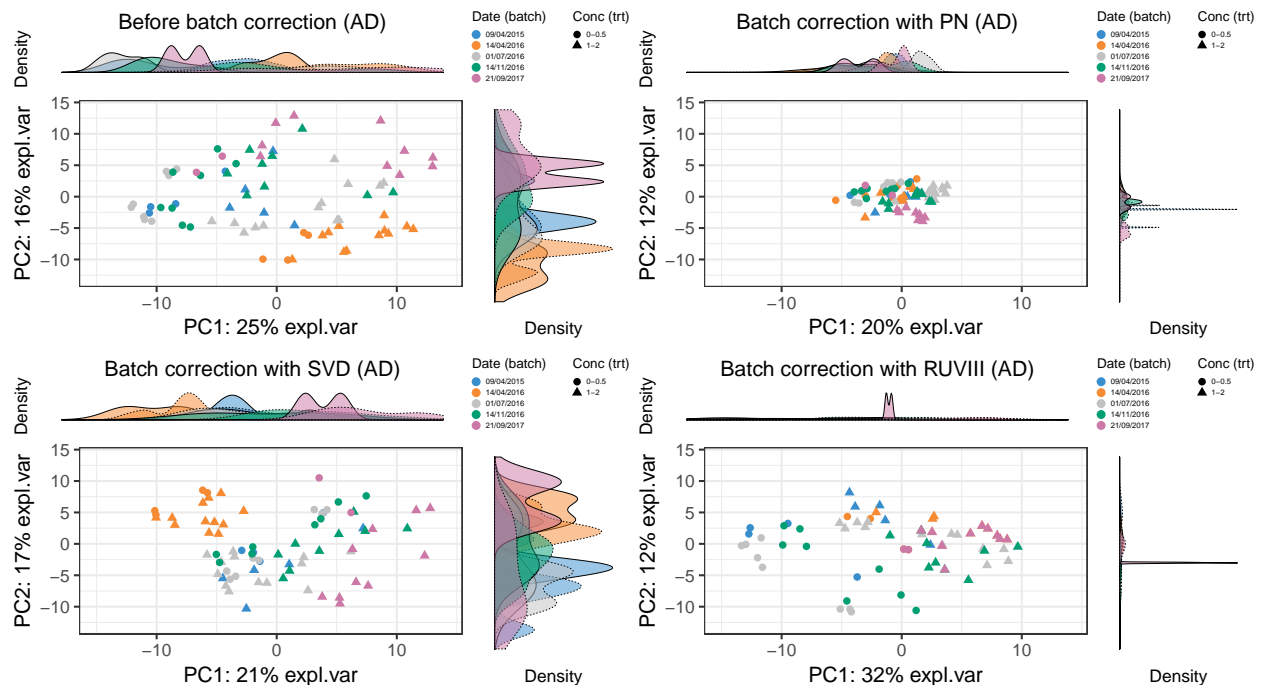 Before batch correction (AD)
Density
Date (batch)
09/04/2015
14/04/2016
01/07/2016
14/11/2016
21/09/2017
Conc (trt)
0−0.5
1−2
PC2: 16% expl.var
15
10
5
0
−5
−10
−10
0
10
PC1: 25% expl.var
Density
Batch correction with PN (AD)
Density
Date (batch)
09/04/2015
14/04/2016
01/07/2016
14/11/2016
21/09/2017
Conc (trt)
0−0.5
1−2
PC2: 12% expl.var
15
10
5
0
−5
−10
−10
0
10
PC1: 20% expl.var
Density
Batch correction with SVD (AD)
Density
Date (batch)
09/04/2015
14/04/2016
01/07/2016
14/11/2016
21/09/2017
Conc (trt)
0−0.5
1−2
PC2: 17% expl.var
15
10
5
0
−5
−10
−10
0
10
PC1: 21% expl.var
Density
Batch correction with RUVIII (AD)
Density
Date (batch)
09/04/2015
14/04/2016
01/07/2016
14/11/2016
21/09/2017
Conc (trt)
0−0.5
1−2
PC2: 12% expl.var
15
10
5
0
−5
−10
−10
0
10
PC1: 32% expl.var
Density